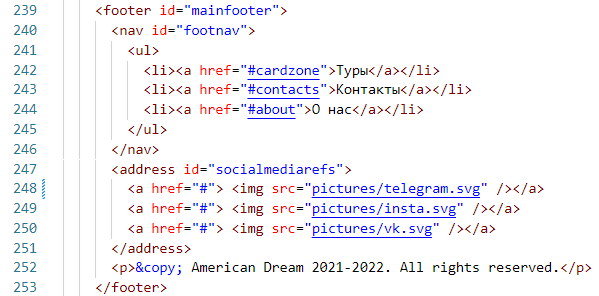 239 <footer id="mainfooter">
240 <nav id="footnav">
241 <ul>
242 <li><a href="#cardzone">Туры</a></li>
243 <li><a href="#contacts">Контакты</a></li>
244 <li><a href="#about">О нас</a></li>
245 </ul>
246 </nav>
247 <address id="socialmediarefs">
248 <a href="#"> <img src="pictures/telegram.svg" /></a>
249 <a href="#"> <img src="pictures/insta.svg" /></a>
250 <a href="#"> <img src="pictures/vk.svg" /></a>
251 </address>
252 <p>&copy; American Dream 2021-2022. All rights reserved.</p>
253 </footer>